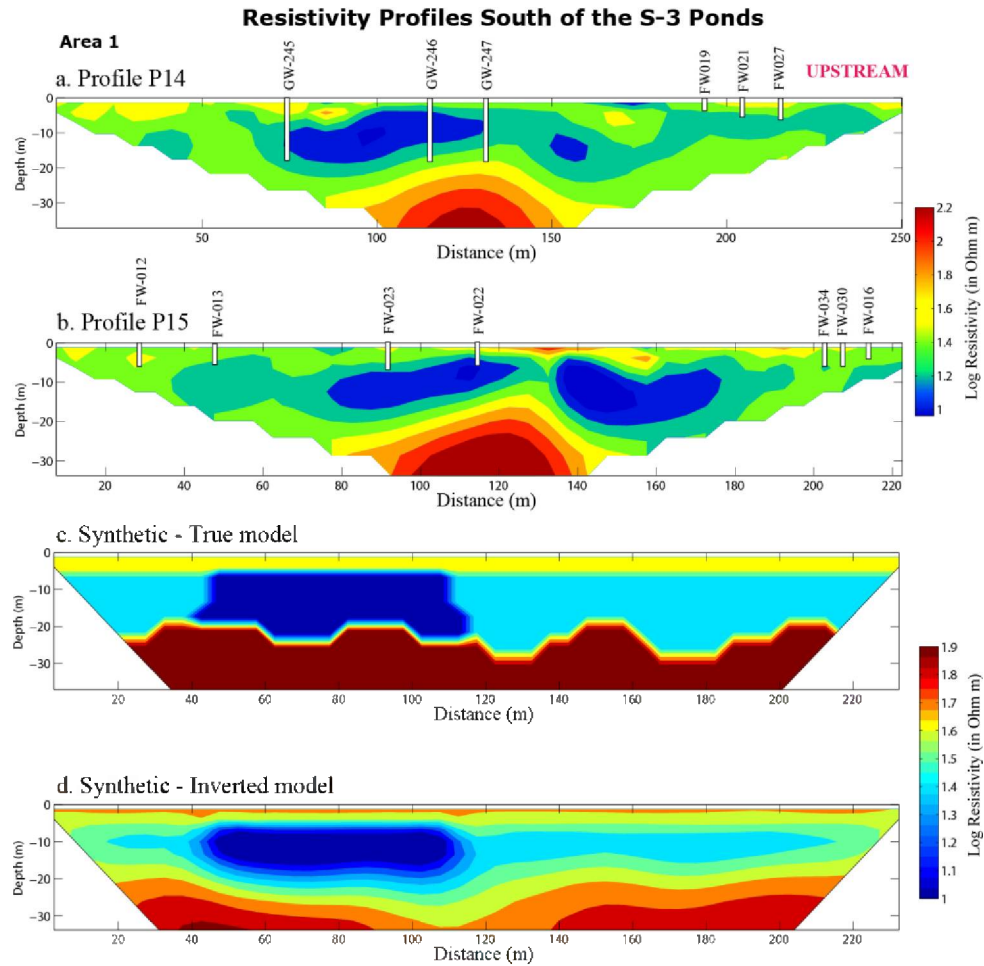 Resistivity Profiles South of the S-3 Ponds
Area 1
a. Profile P14
GW-245
GW-246
GW-247
FW019
FW021
FW027
UPSTREAM
Depth (m)
0
-10
-20
-30
50
100
150
200
250
Distance (m)
b. Profile P15
FW-012
FW-013
FW-023
FW-022
FW-034
FW-030
FW-016
Depth (m)
0
-10
-20
-30
20
40
60
80
100
120
140
160
180
200
220
Distance (m)
2.2
2
1.8
1.6
1.4
1.2
1
Log Resistivity (in Ohm m)
c. Synthetic - True model
Depth (m)
0
-10
-20
-30
20
40
60
80
100
120
140
160
180
200
220
Distance (m)
d. Synthetic - Inverted model
Depth (m)
0
-10
-20
-30
20
40
60
80
100
120
140
160
180
200
220
Distance (m)
1.9
1.8
1.7
1.6
1.5
1.4
1.3
1.2
1.1
1
Log Resistivity (in Ohm m)